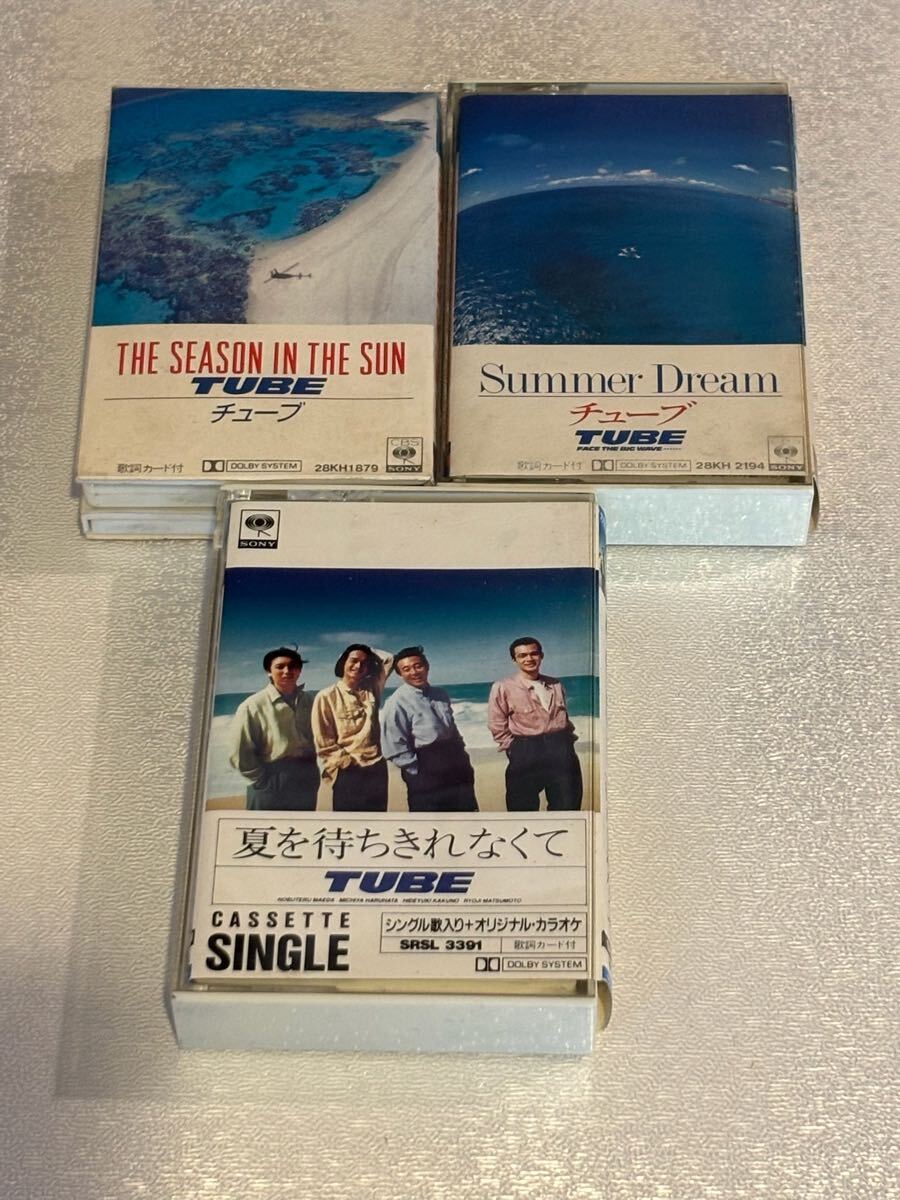 THE SEASON IN THE SUN
TUBE
チューブ
歌詞カード付
DOLBY SYSTEM
28KH1879
CBS
SONY
Summer Dream
チューブ
TUBE
FACE THE BIG WAVE------
歌詞カード付
DOLBY SYSTEM
28KH 2194
SONY
SONY
夏を待ちきれなくて
TUBE
NOBUTERU MAEDA MICHIYA HARUHATA HIDEYUKI KAKUNO RYOJI MATSUMOTO
CASSETTE
SINGLE
シングル歌入り+オリジナル・カラオケ
SRSL 3391
歌詞カード付
DOLBY SYSTEM